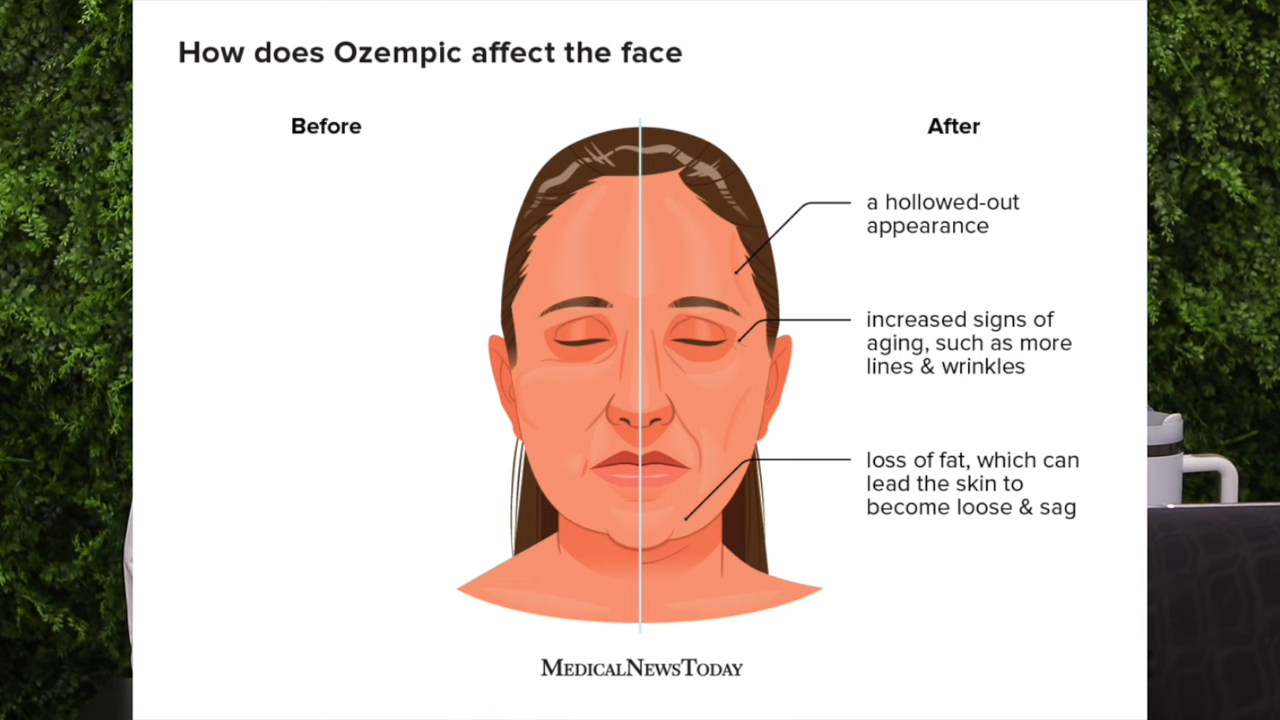 How does Ozempic affect the face
Before
After
a hollowed-out
appearance
increased signs of
aging, such as more
lines & wrinkles
loss of fat, which can
lead the skin to
become loose & sag
MEDICALNEWSTODAY